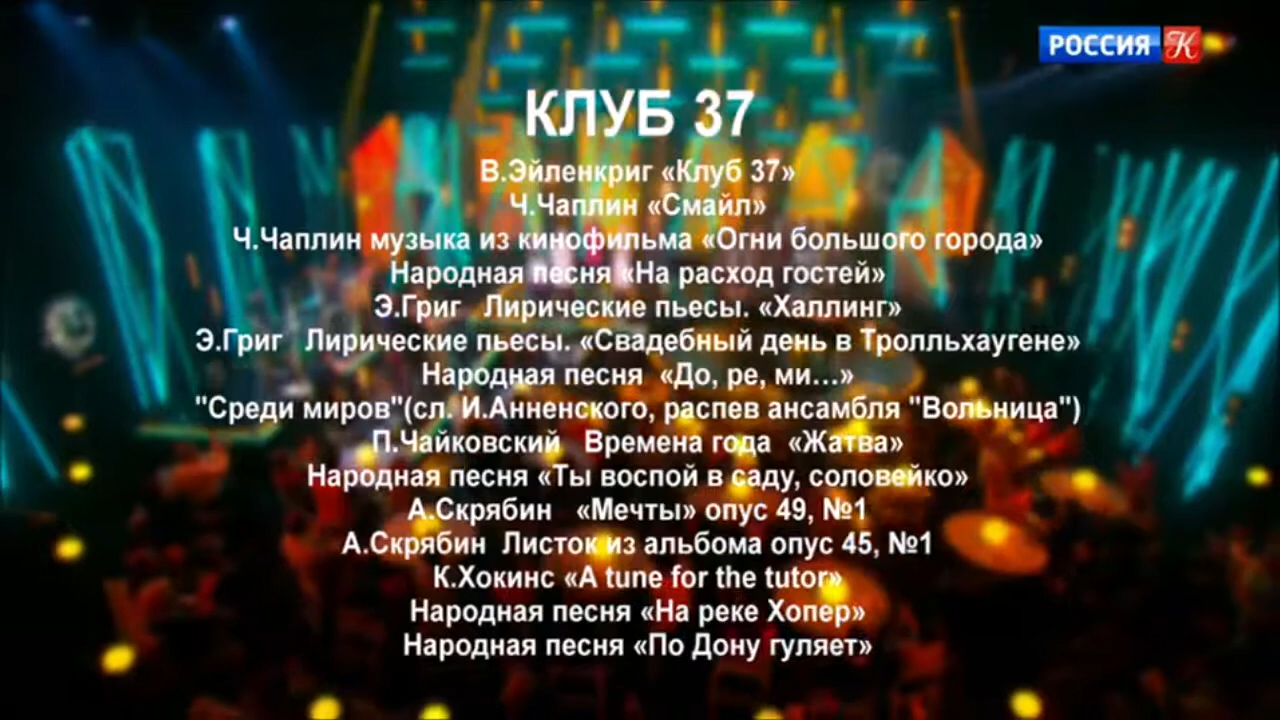 РОССИЯ К
КЛУБ 37
В.Эйленкриг «Клуб 37»
Ч.Чаплин «Смайл»
Ч.Чаплин музыка из кинофильма «Огни большого города»
Народная песня «На расход гостей»
Э.Григ Лирические пьесы. «Халлинг»
Э.Григ Лирические пьесы. «Свадебный день в Тролльхаугене»
Народная песня «До, ре, ми...»
"Среди миров"(сл. И.Анненского, распев ансамбля "Вольница")
П.Чайковский Времена года «Жатва»
Народная песня «Ты воспой в саду, соловейко»
А.Скрябин «Мечты» опус 49, №1
А.Скрябин Листок из альбома опус 45, №1
К.Хокинс «A tune for the tutor»
Народная песня «На реке Хопер»
Народная песня «По Дону гуляет»